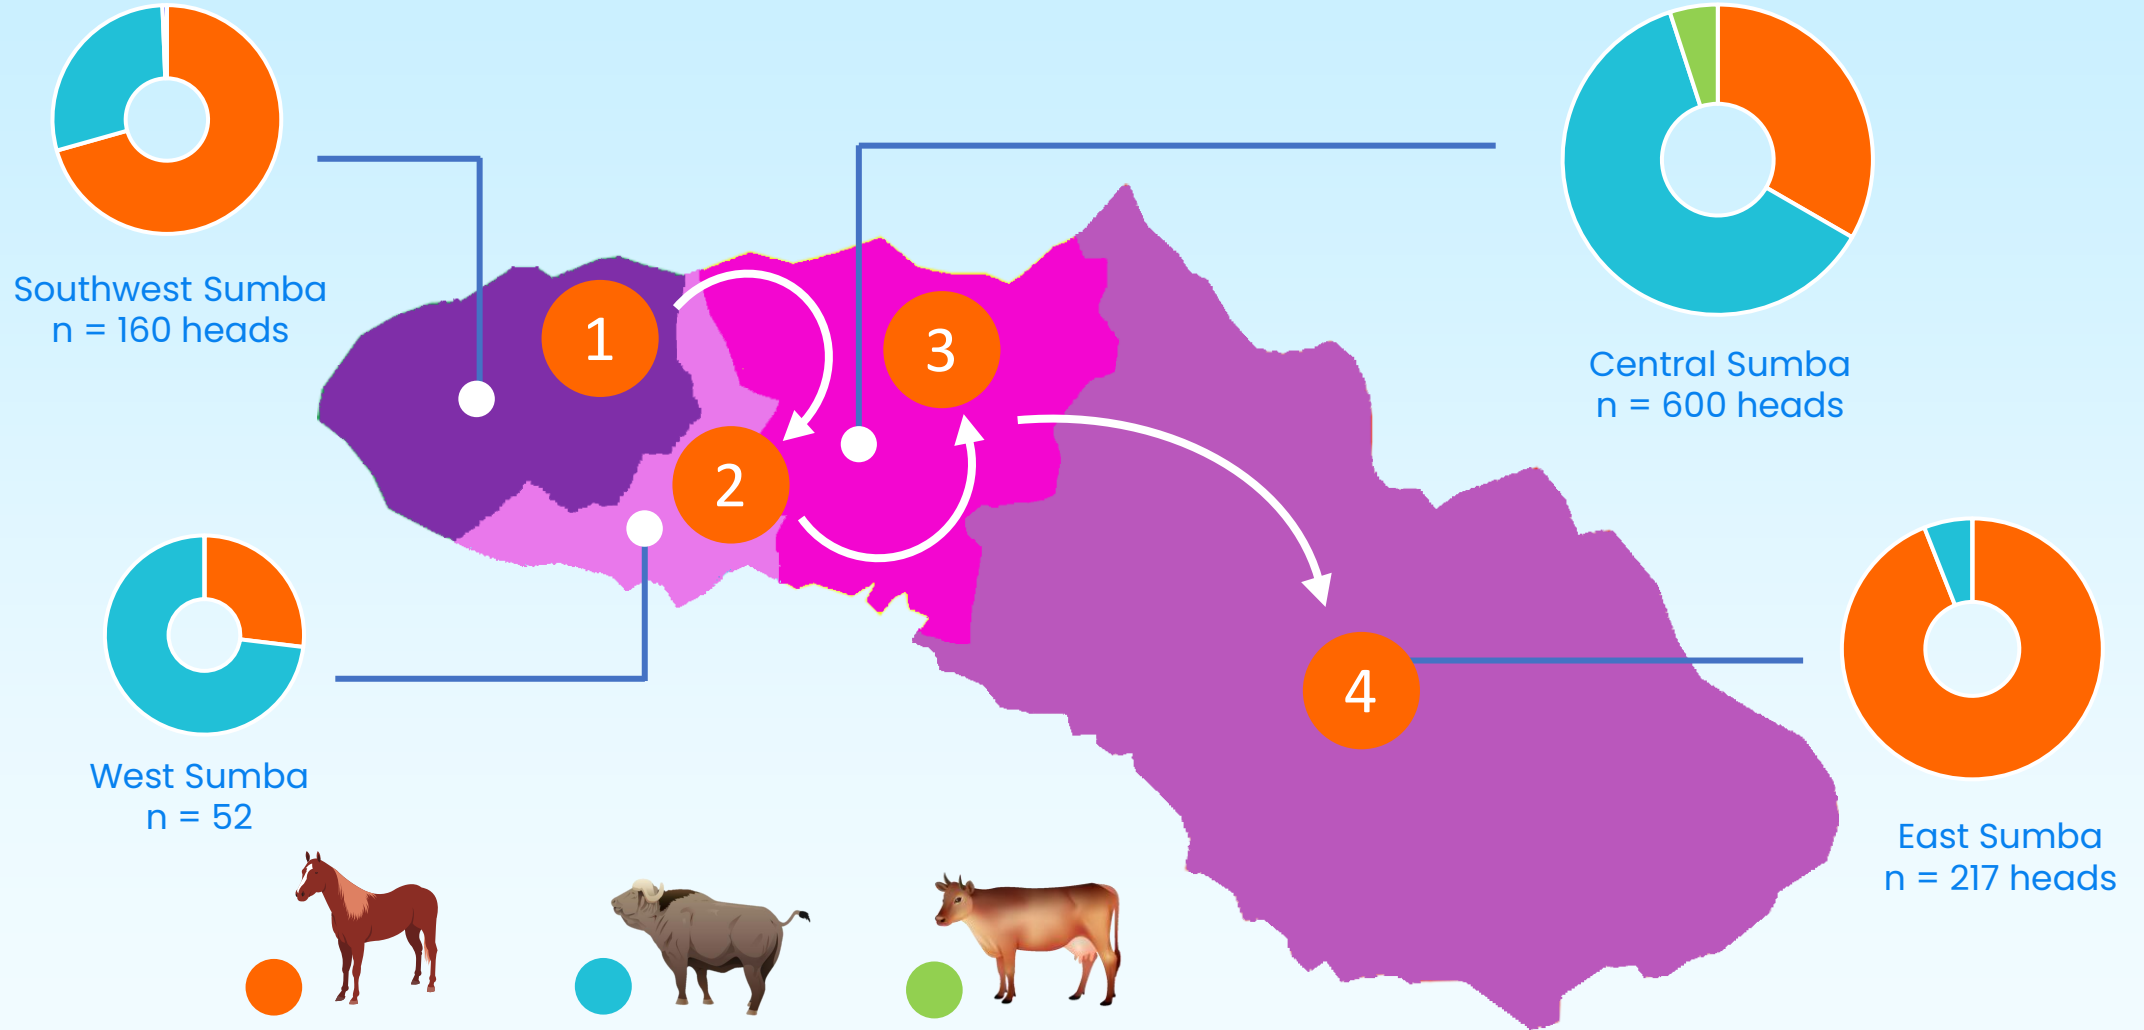 Southwest Sumba
n = 160 heads
Central Sumba
n = 600 heads
1
3
2
4
West Sumba
n = 52
East Sumba
n = 217 heads